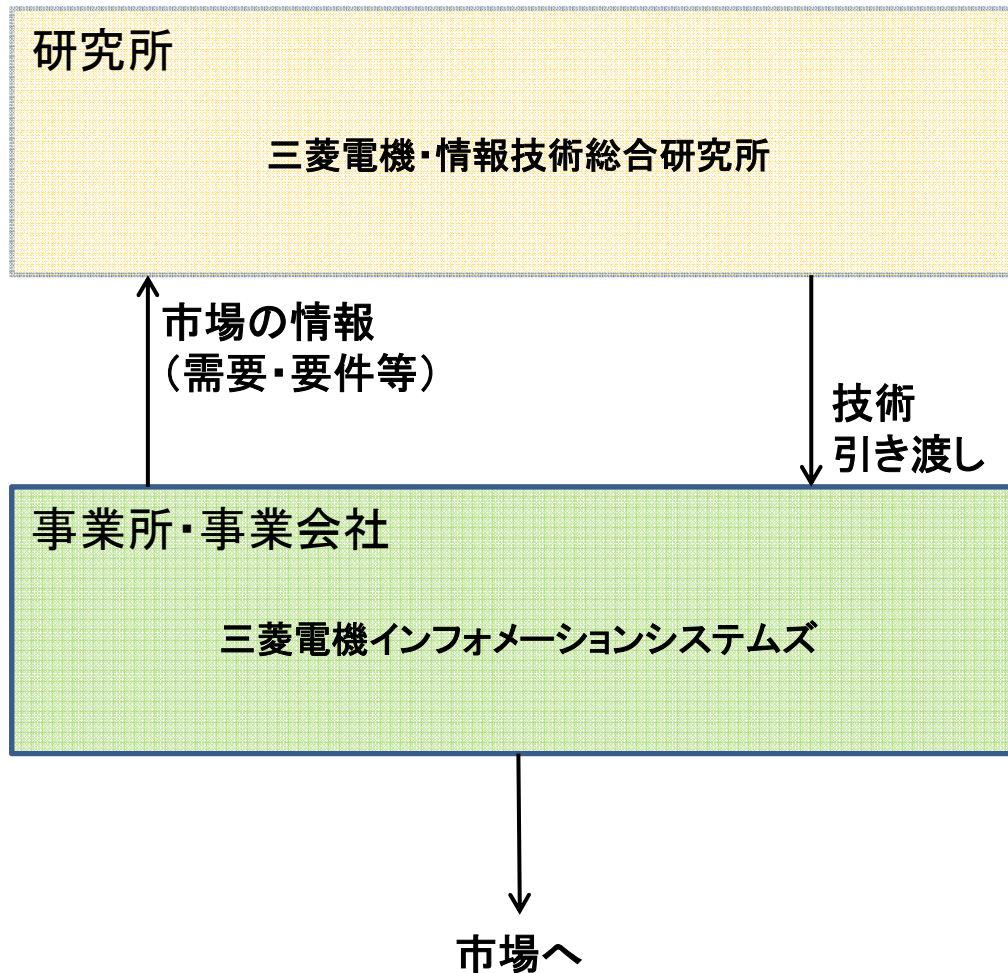 研究所
三菱電機・情報技術総合研究所
市場の情報
（需要・要件等）
技術
引き渡し
事業所・事業会社
三菱電機インフォメーションシステムズ
市場へ